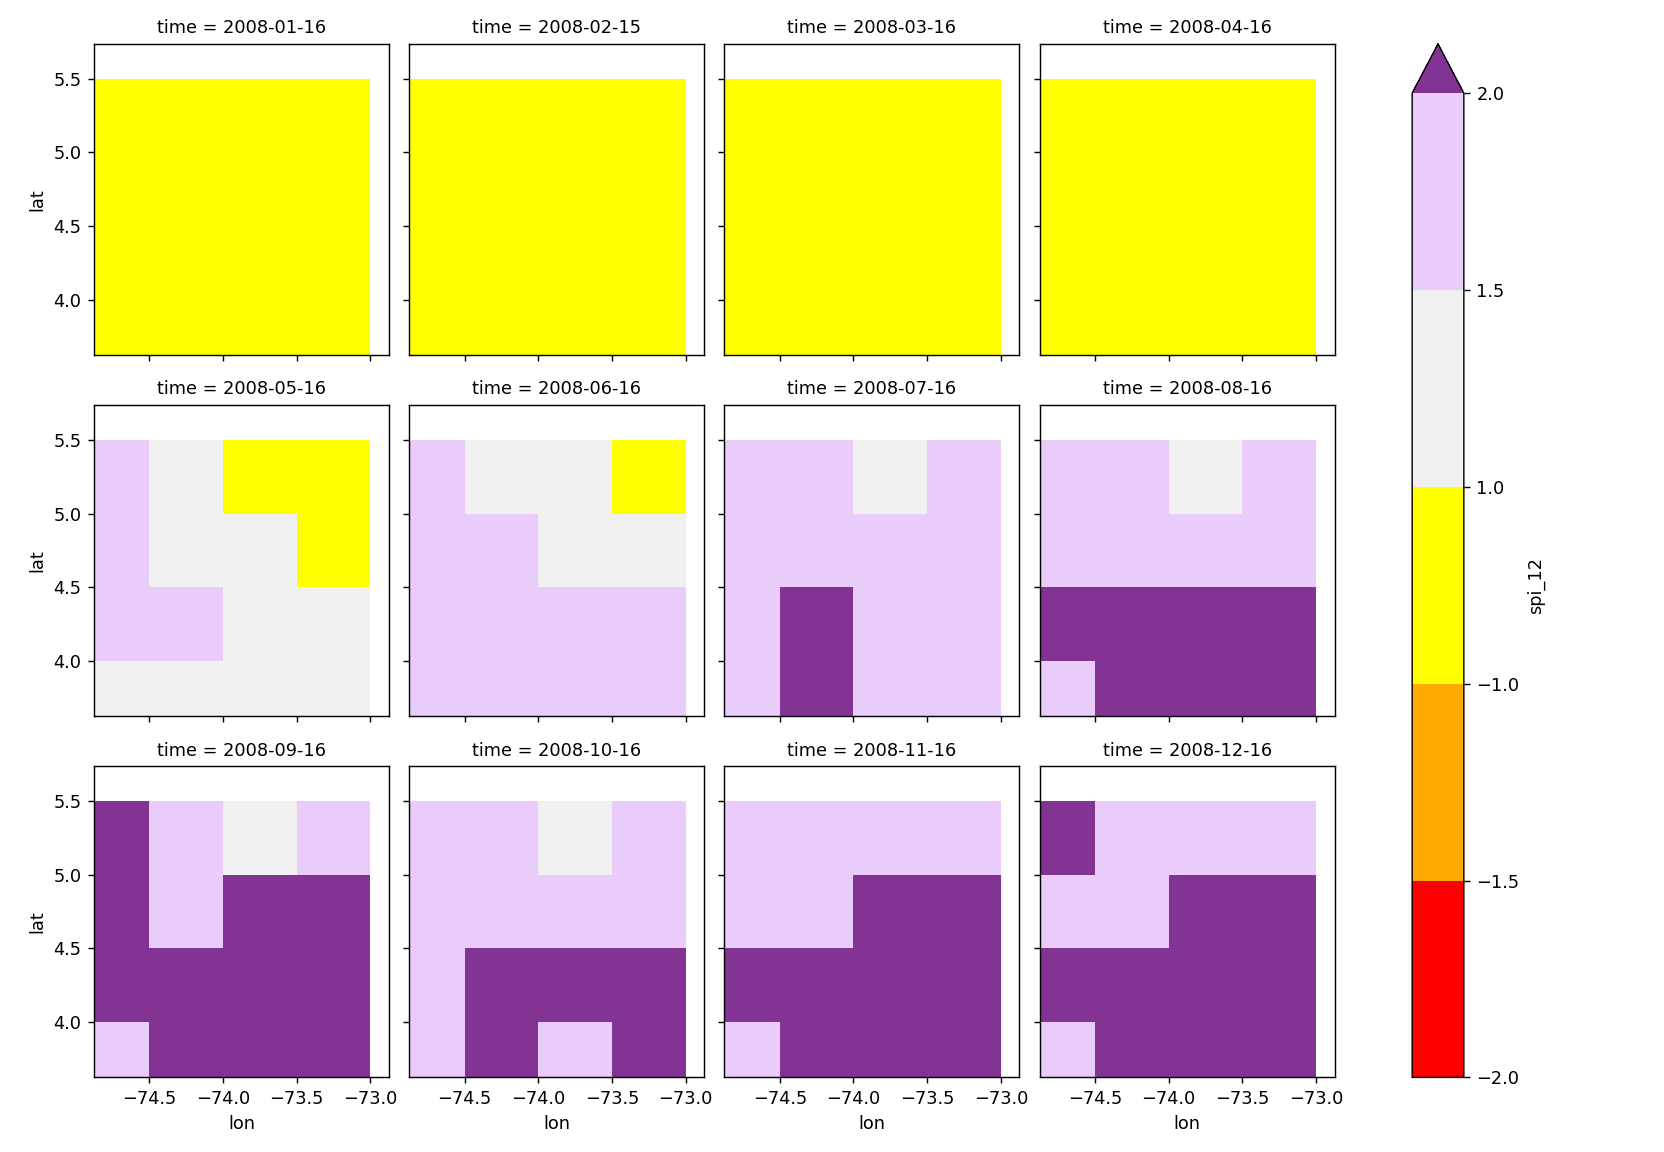 time = 2008-01-16
time = 2008-02-15
time = 2008-03-16
time = 2008-04-16
5.5
5.0
4.5
4.0
lat
time = 2008-05-16
time = 2008-06-16
time = 2008-07-16
time = 2008-08-16
5.5
5.0
4.5
4.0
lat
time = 2008-09-16
time = 2008-10-16
time = 2008-11-16
time = 2008-12-16
5.5
5.0
4.5
4.0
lat
−74.5 −74.0 −73.5 −73.0
lon
−74.5 −74.0 −73.5 −73.0
lon
−74.5 −74.0 −73.5 −73.0
lon
−74.5 −74.0 −73.5 −73.0
lon
2.0
1.5
1.0
−1.0
−1.5
−2.0
spi_12